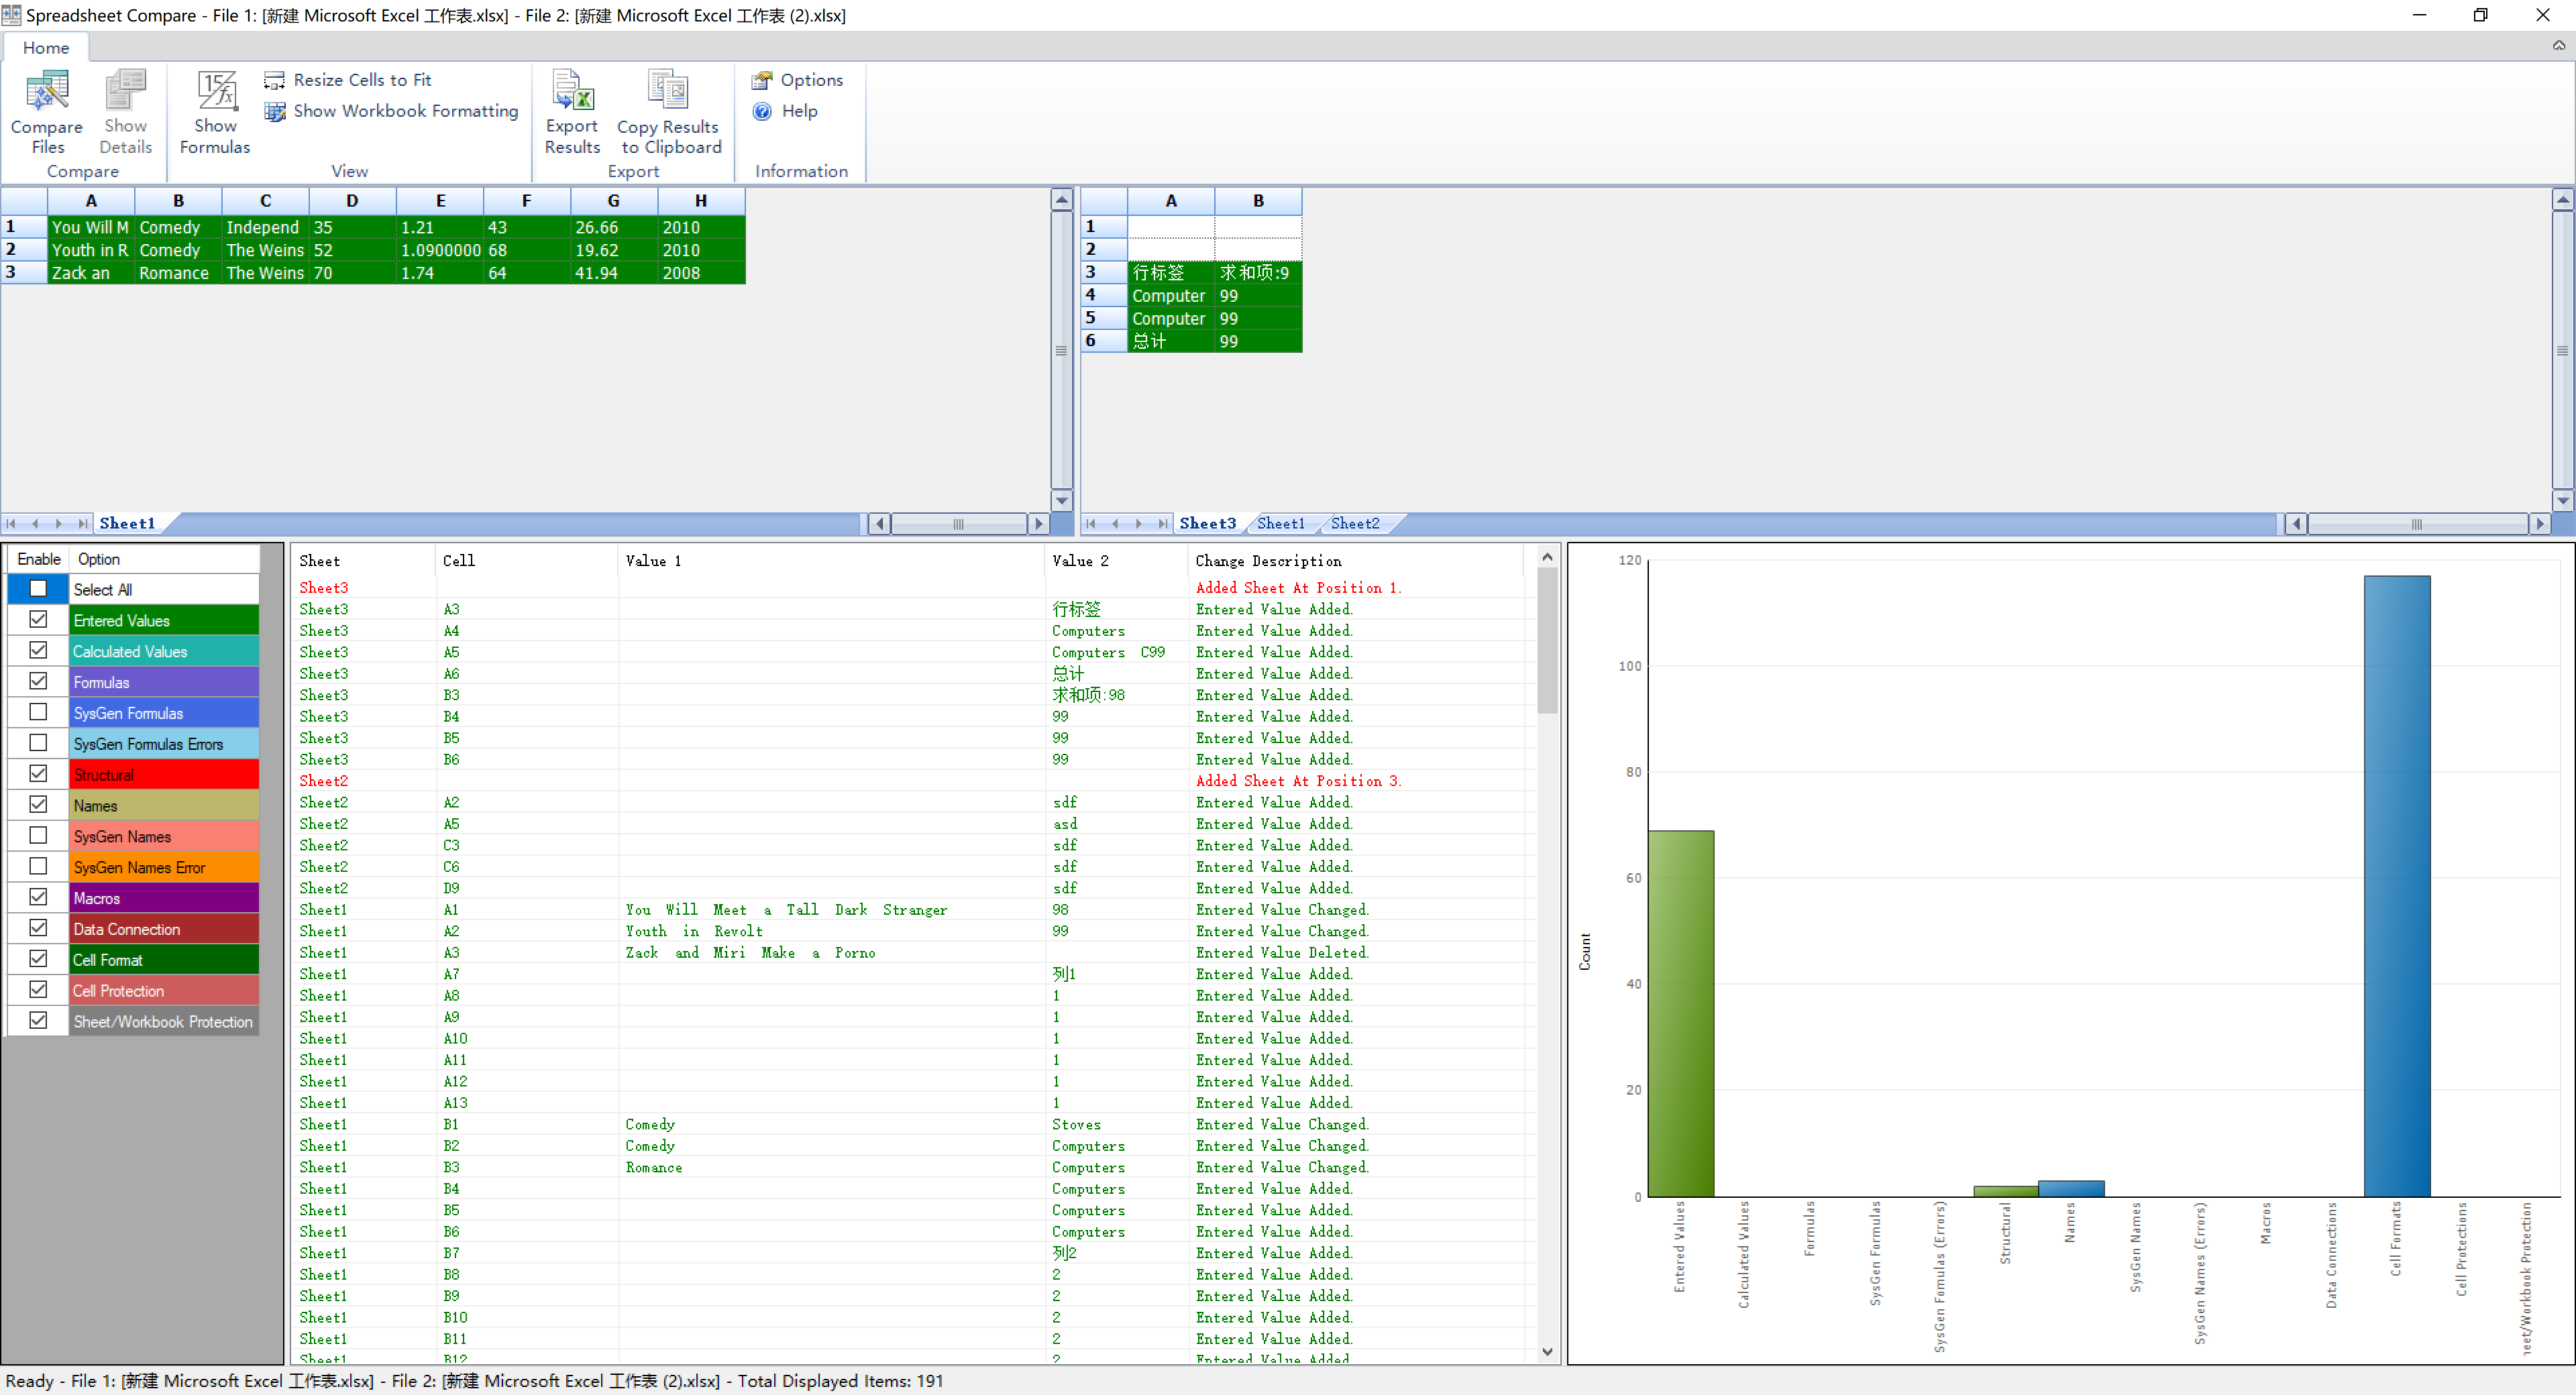 Spreadsheet Compare - File 1: [新建 Microsoft Excel 工作表.xlsx] - File 2: [新建 Microsoft Excel 工作表 (2).xlsx]
Home
Compare Files
Show Details
Compare
Show Formulas
Resize Cells to Fit
Show Workbook Formatting
View
Export Results
Copy Results to Clipboard
Export
Options
Help
Information
A B C D E F G H
1 You Will M Comedy Independ 35 1.21 43 26.66 2010
2 Youth in R Comedy The Weins 52 1.0900000 68 19.62 2010
3 Zack an Romance The Weins 70 1.74 64 41.94 2008
Sheet1
A B
1
2
3 行标签 求和项:9
4 Computer 99
5 Computer 99
6 总计 99
Sheet3 Sheet1 Sheet2
Enable Option
Select All
Entered Values
Calculated Values
Formulas
SysGen Formulas
SysGen Formulas Errors
Structural
Names
SysGen Names
SysGen Names Error
Macros
Data Connection
Cell Format
Cell Protection
Sheet/Workbook Protection
Sheet Cell Value 1 Value 2 Change Description
Sheet3 Added Sheet At Position 1.
Sheet3 A3 行标签 Entered Value Added.
Sheet3 A4 Computers Entered Value Added.
Sheet3 A5 Computers C99 Entered Value Added.
Sheet3 A6 总计 Entered Value Added.
Sheet3 B3 求和项:98 Entered Value Added.
Sheet3 B4 99 Entered Value Added.
Sheet3 B5 99 Entered Value Added.
Sheet3 B6 99 Entered Value Added.
Sheet2 Added Sheet At Position 3.
Sheet2 A2 sdf Entered Value Added.
Sheet2 A5 asd Entered Value Added.
Sheet2 C3 sdf Entered Value Added.
Sheet2 C6 sdf Entered Value Added.
Sheet2 D9 sdf Entered Value Added.
Sheet1 A1 You Will Meet a Tall Dark Stranger 98 Entered Value Changed.
Sheet1 A2 Youth in Revolt 99 Entered Value Changed.
Sheet1 A3 Zack and Miri Make a Porno Entered Value Deleted.
Sheet1 A7 列1 Entered Value Added.
Sheet1 A8 1 Entered Value Added.
Sheet1 A9 1 Entered Value Added.
Sheet1 A10 1 Entered Value Added.
Sheet1 A11 1 Entered Value Added.
Sheet1 A12 1 Entered Value Added.
Sheet1 A13 1 Entered Value Added.
Sheet1 B1 Comedy Stoves Entered Value Changed.
Sheet1 B2 Comedy Computers Entered Value Changed.
Sheet1 B3 Romance Computers Entered Value Changed.
Sheet1 B4 Computers Entered Value Added.
Sheet1 B5 Computers Entered Value Added.
Sheet1 B6 Computers Entered Value Added.
Sheet1 B7 列2 Entered Value Added.
Sheet1 B8 2 Entered Value Added.
Sheet1 B9 2 Entered Value Added.
Sheet1 B10 2 Entered Value Added.
Sheet1 B11 2 Entered Value Added.
Sheet1 B12 2 Entered Value Added.
120
100
80
60
40
20
0
Count
Entered Values
Calculated Values
Formulas
SysGen Formulas
SysGen Formulas (Errors)
Structural
Names
SysGen Names
SysGen Names (Errors)
Macros
Data Connections
Cell Formats
Cell Protections
neet/Workbook Protection
Ready - File 1: [新建 Microsoft Excel 工作表.xlsx] - File 2: [新建 Microsoft Excel 工作表 (2).xlsx] - Total Displayed Items: 191